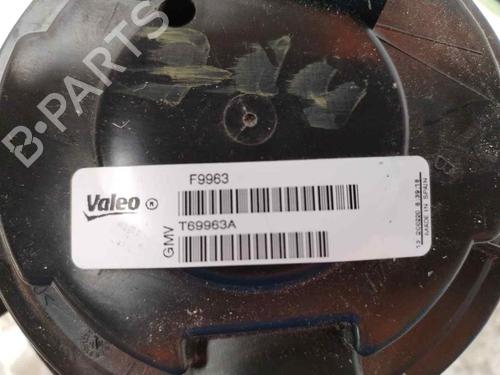 B-PARTS
F9963
Valeo ®
GMV
T69963A
MADE IN SPAIN